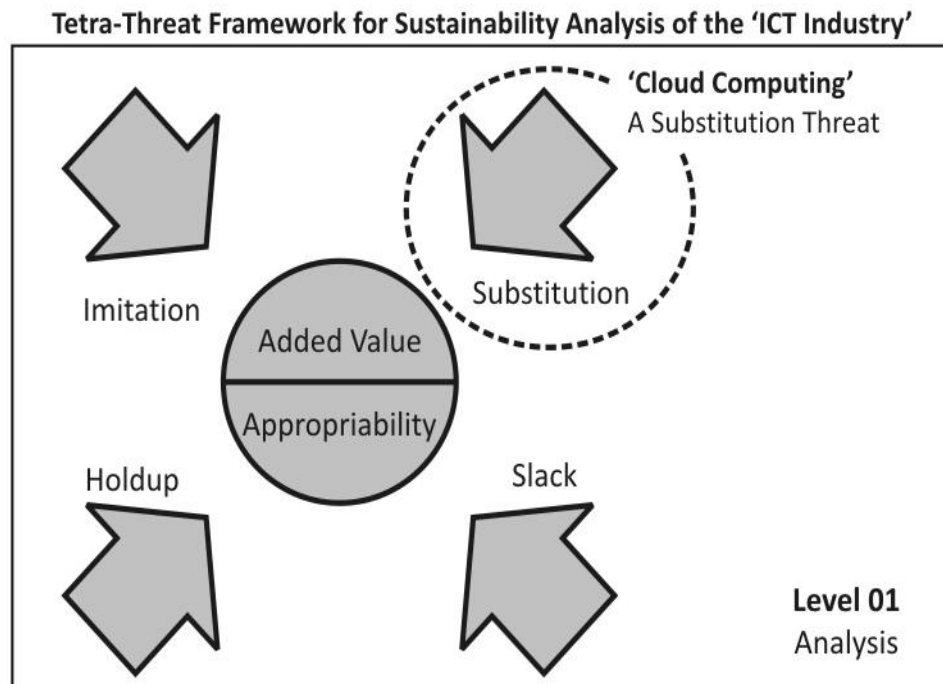 Tetra-Threat Framework for Sustainability Analysis of the ‘ICT Industry’
‘Cloud Computing’
A Substitution Threat
Imitation
Substitution
Added Value
Appropriability
Holdup
Slack
Level 01
Analysis